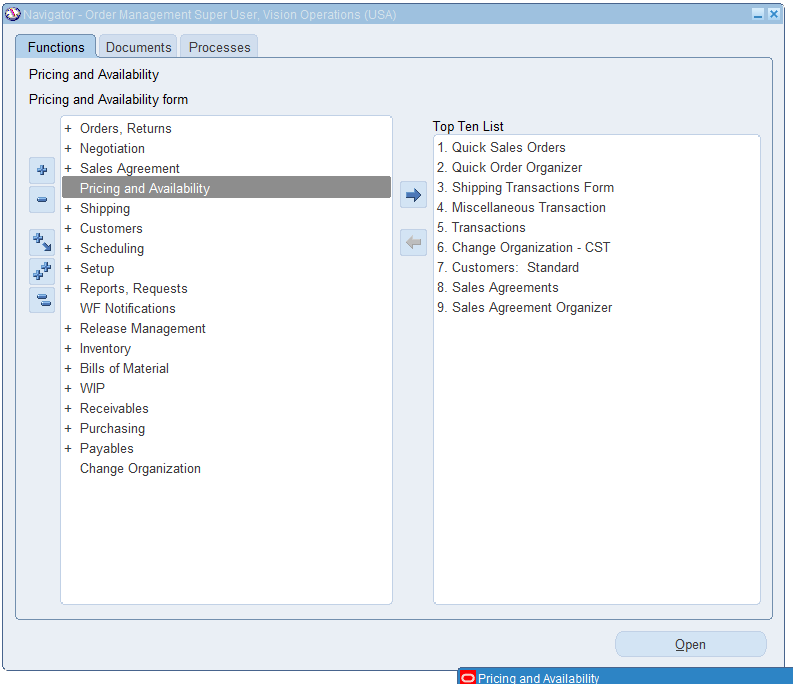 Navigator - Order Management Super User, Vision Operations (USA)
Functions
Documents
Processes
Pricing and Availability
Pricing and Availability form
+ Orders, Returns
+ Negotiation
+ Sales Agreement
Pricing and Availability
+ Shipping
+ Customers
+ Scheduling
+ Setup
+ Reports, Requests
WF Notifications
+ Release Management
+ Inventory
+ Bills of Material
+ WIP
+ Receivables
+ Purchasing
+ Payables
Change Organization
Top Ten List
1. Quick Sales Orders
2. Quick Order Organizer
3. Shipping Transactions Form
4. Miscellaneous Transaction
5. Transactions
6. Change Organization - CST
7. Customers:  Standard
8. Sales Agreements
9. Sales Agreement Organizer
Open
Pricing and Availability